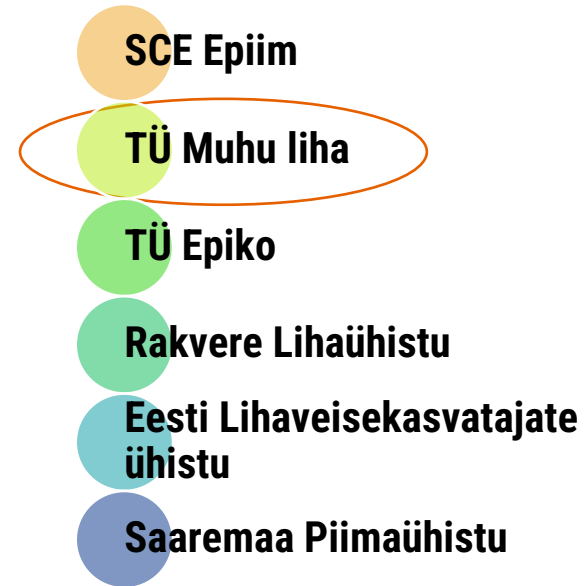 SCE Epiim
TÜ Muhu liha
TÜ Epiko
Rakvere Lihaühistu
Eesti Lihaveisekasvatajate
ühistu
Saaremaa Piimaühistu